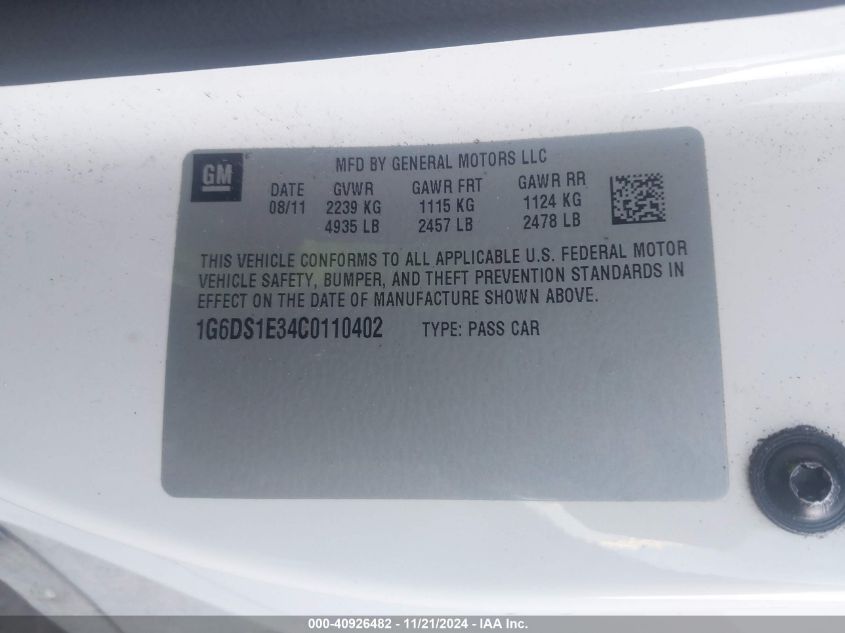 GM
MFD BY GENERAL MOTORS LLC
DATE GVWR GAWR FRT GAWR RR
08/11 2239 KG 1115 KG 1124 KG
4935 LB 2457 LB 2478 LB
THIS VEHICLE CONFORMS TO ALL APPLICABLE U.S. FEDERAL MOTOR
VEHICLE SAFETY, BUMPER, AND THEFT PREVENTION STANDARDS IN
EFFECT ON THE DATE OF MANUFACTURE SHOWN ABOVE.
1G6DS1E34C0110402 TYPE: PASS CAR
000-40926482 - 11/21/2024 - IAA Inc.